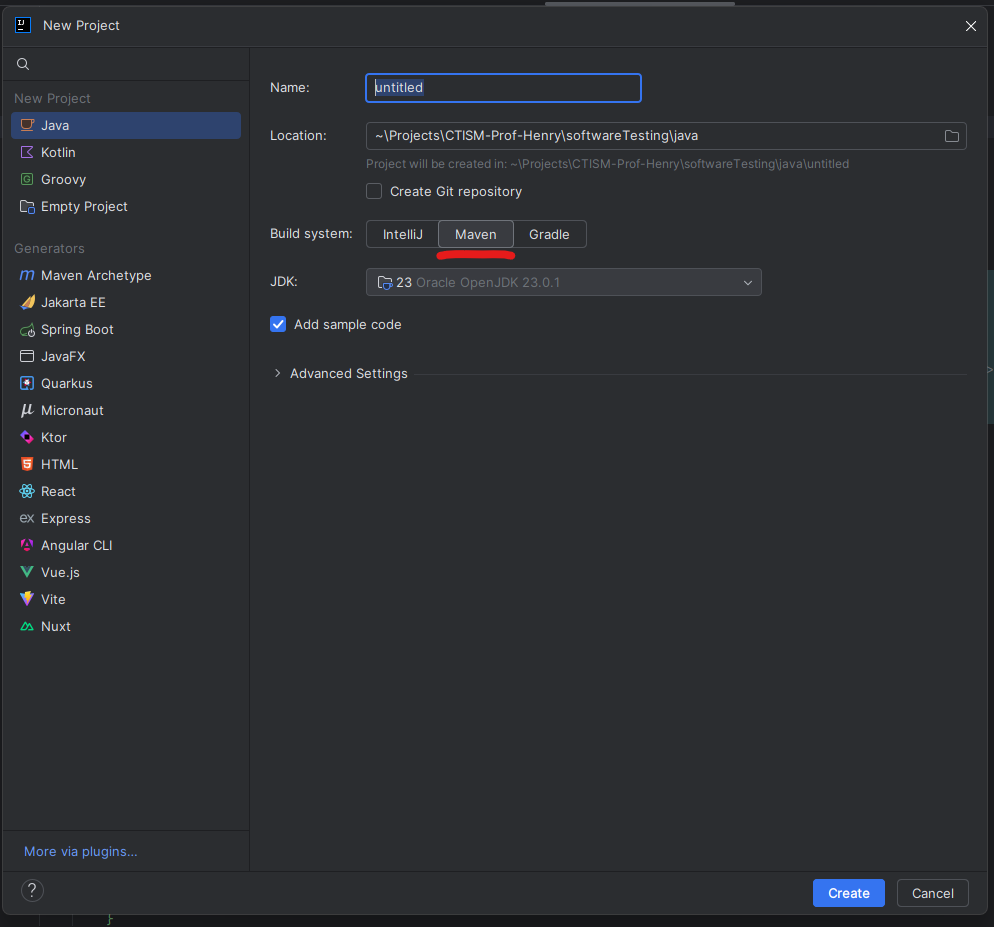 New Project
New Project
Java
Kotlin
Groovy
Empty Project
Generators
Maven Archetype
Jakarta EE
Spring Boot
JavaFX
Quarkus
Micronaut
Ktor
HTML
React
Express
Angular CLI
Vue.js
Vite
Nuxt
More via plugins...
Name: untitled
Location: ~\Projects\CTISM-Prof-Henry\softwareTesting\java
Project will be created in: ~\Projects\CTISM-Prof-Henry\softwareTesting\java\untitled
Create Git repository
Build system: IntelliJ Maven Gradle
JDK: 23 Oracle OpenJDK 23.0.1
Add sample code
Advanced Settings
? Create Cancel
}